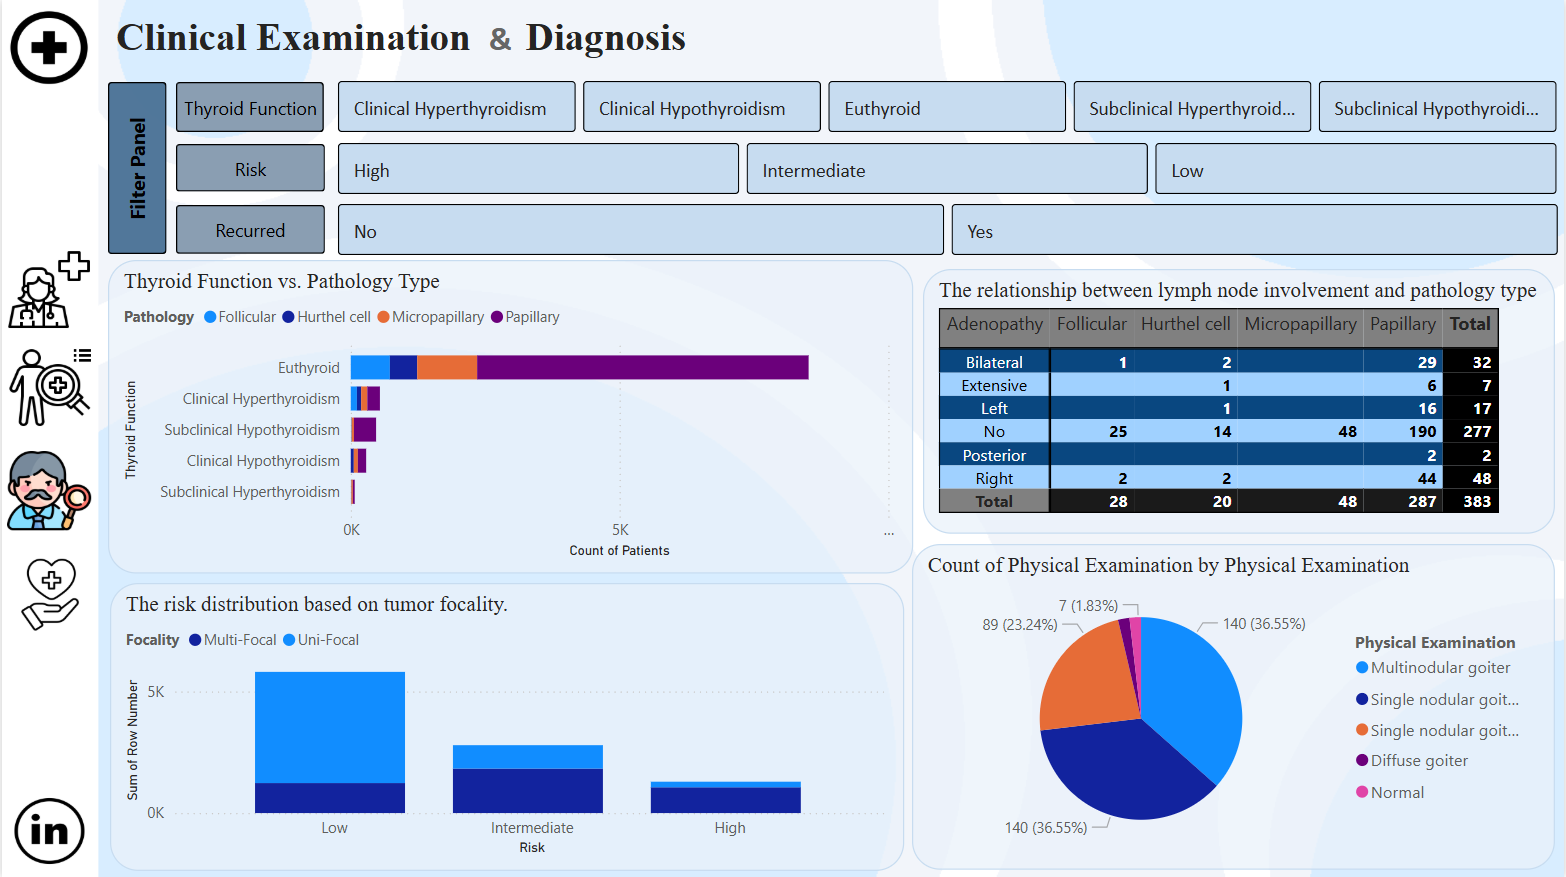 Clinical Examination & Diagnosis
Filter Panel
Thyroid Function
Clinical Hyperthyroidism
Clinical Hypothyroidism
Euthyroid
Subclinical Hyperthyroid...
Subclinical Hypothyroidi...
Risk
High
Intermediate
Low
Recurred
No
Yes
Thyroid Function vs. Pathology Type
Pathology Follicular Hurthel cell Micropapillary Papillary
Thyroid Function
Euthyroid
Clinical Hyperthyroidism
Subclinical Hypothyroidism
Clinical Hypothyroidism
Subclinical Hyperthyroidism
0K 5K ...
Count of Patients
The relationship between lymph node involvement and pathology type
Adenopathy Follicular Hurthel cell Micropapillary Papillary Total
Bilateral 1 2 29 32
Extensive 1 6 7
Left 1 16 17
No 25 14 48 190 277
Posterior 2 2
Right 2 2 44 48
Total 28 20 48 287 383
The risk distribution based on tumor focality.
Focality Multi-Focal Uni-Focal
Sum of Row Number
5K
0K
Low Intermediate High
Risk
Count of Physical Examination by Physical Examination
7 (1.83%)
89 (23.24%)
140 (36.55%)
140 (36.55%)
Physical Examination
Multinodular goiter
Single nodular goit...
Single nodular goit...
Diffuse goiter
Normal
in